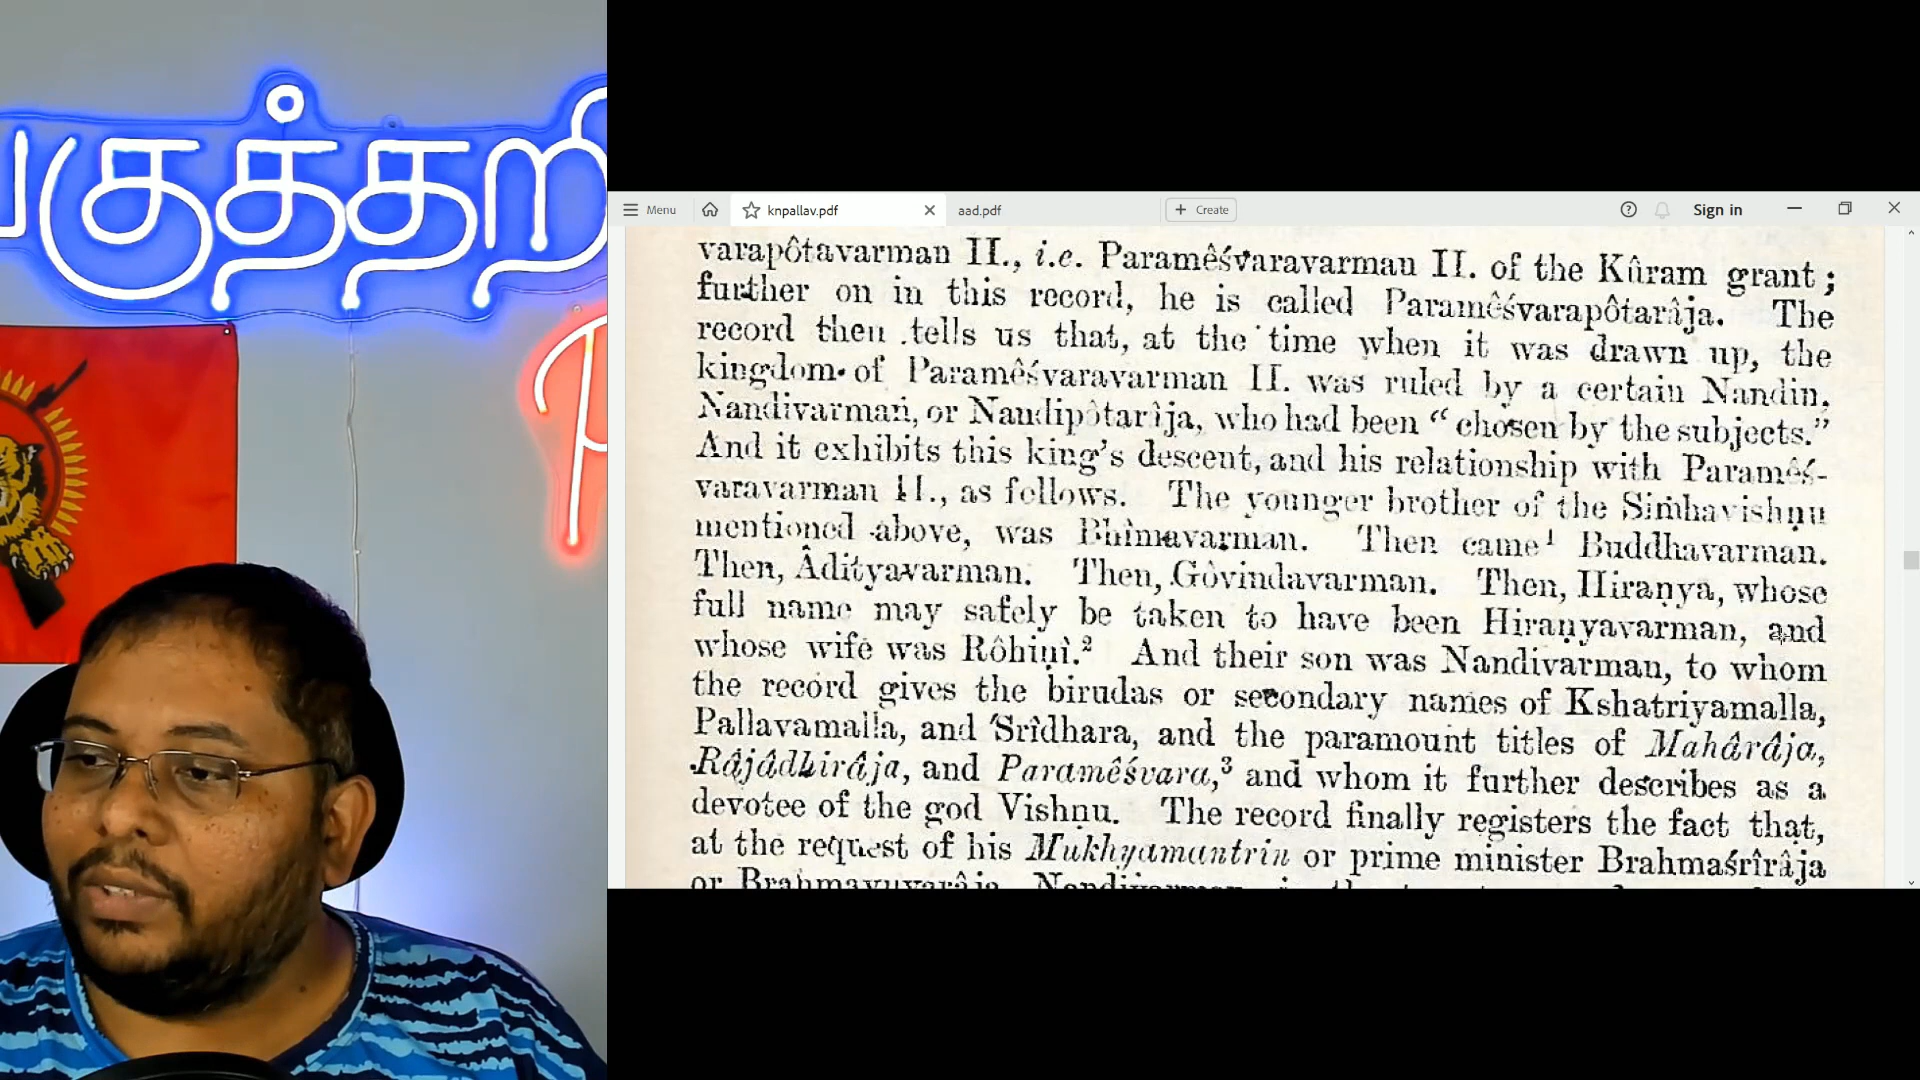 குத்தறி
Menu
knpallav.pdf
aad.pdf
Create
Sign in
varapôtavarman II., i.e. Paramêśvaravarman II. of the Kûram grant;
further on in this record, he is called Paramêśvarapôtarâja. The
record then tells us that, at the time when it was drawn up, the
kingdom of Paramêśvaravarman II. was ruled by a certain Nandin,
Nandivarman, or Nandipôtarâja, who had been “chosen by the subjects.”
And it exhibits this king’s descent, and his relationship with Paramêś-
varavarman II., as follows. The younger brother of the Siṁhavishṇu
mentioned above, was Bhîmavarman. Then came¹ Buddhavarman.
Then, Âdityavarman. Then, Gôvindavarman. Then, Hiraṇya, whose
full name may safely be taken to have been Hiraṇyavarman, and
whose wife was Rôhiṇî.² And their son was Nandivarman, to whom
the record gives the birudas or secondary names of Kshatriyamalla,
Pallavamalla, and Srîdhara, and the paramount titles of Mahârâja,
Râjâdhirâja, and Paramêśvara,³ and whom it further describes as a
devotee of the god Vishṇu. The record finally registers the fact that,
at the request of his Mukhyamantrin or prime minister Brahmaśrîrâja
or